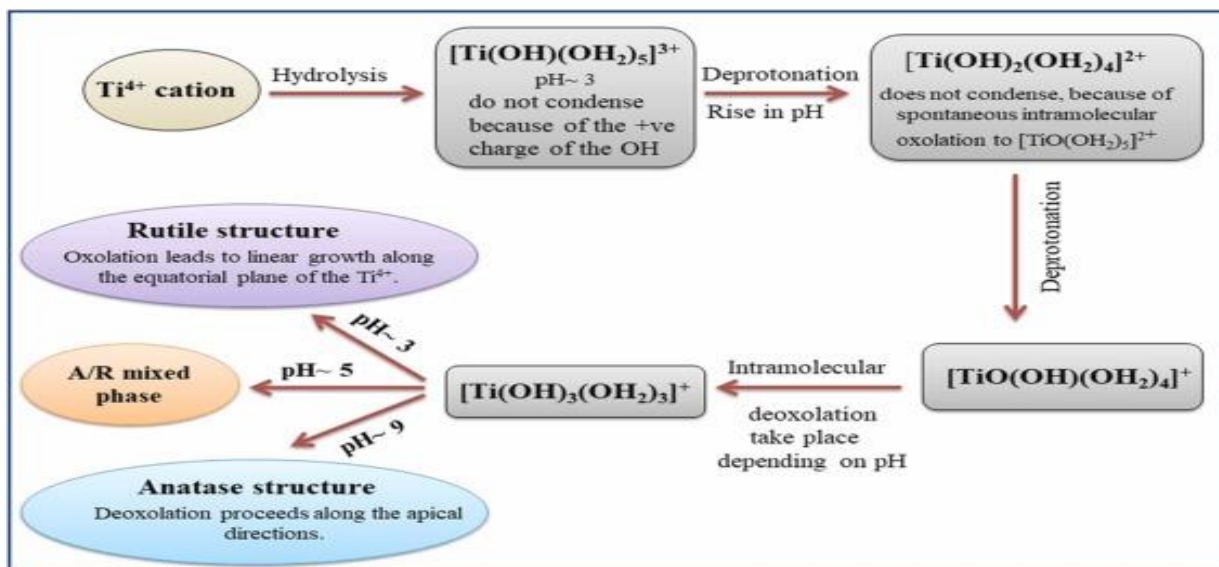 Ti⁴⁺ cation
Hydrolysis
[Ti(OH)(OH₂)₅]³⁺
pH~ 3
do not condense
because of the +ve
charge of the OH
Deprotonation
Rise in pH
[Ti(OH)₂(OH₂)₄]²⁺
does not condense, because of
spontaneous intramolecular
oxolation to [TiO(OH₂)₅]²⁺
Deprotonation
[TiO(OH)(OH₂)₄]⁺
Intramolecular
deoxolation
take place
depending on pH
[Ti(OH)₃(OH₂)₃]⁺
pH~ 3
Rutile structure
Oxolation leads to linear growth along
the equatorial plane of the Ti⁴⁺.
pH~ 5
A/R mixed
phase
pH~ 9
Anatase structure
Deoxolation proceeds along the apical
directions.